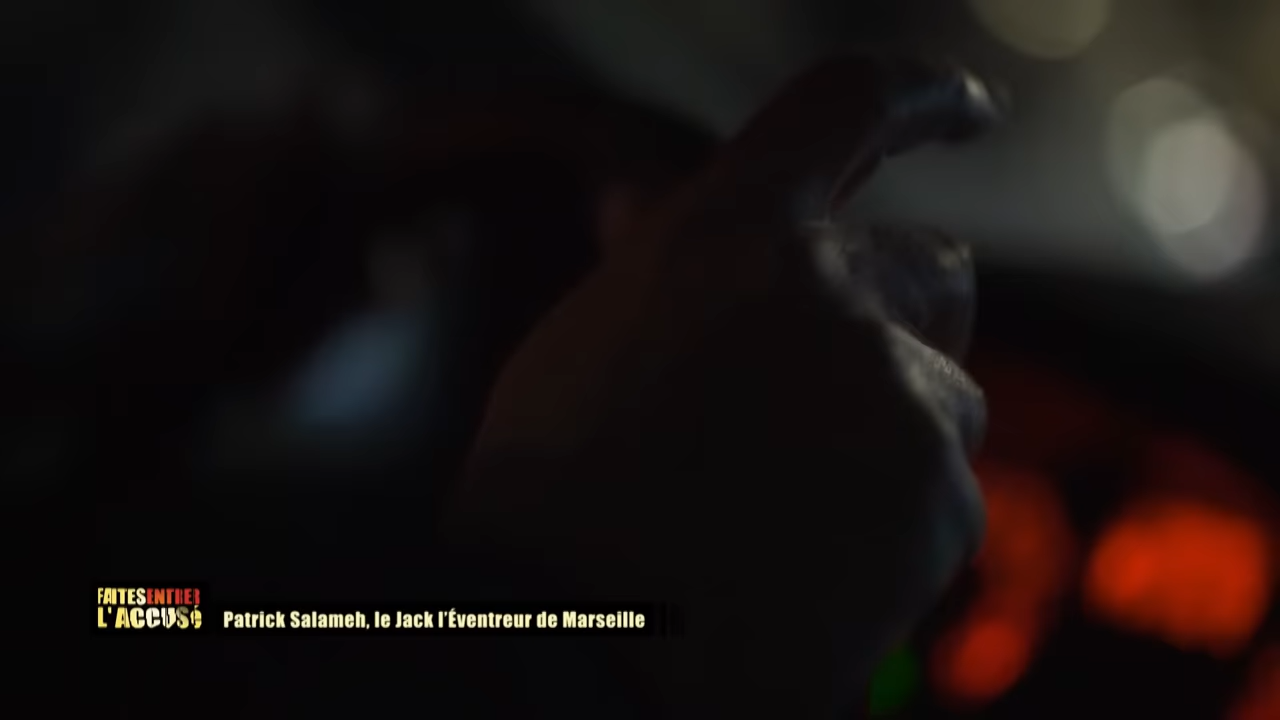 FAITES ENTRER
L'ACCUSÉ
Patrick Salameh, le Jack l'Éventreur de Marseille